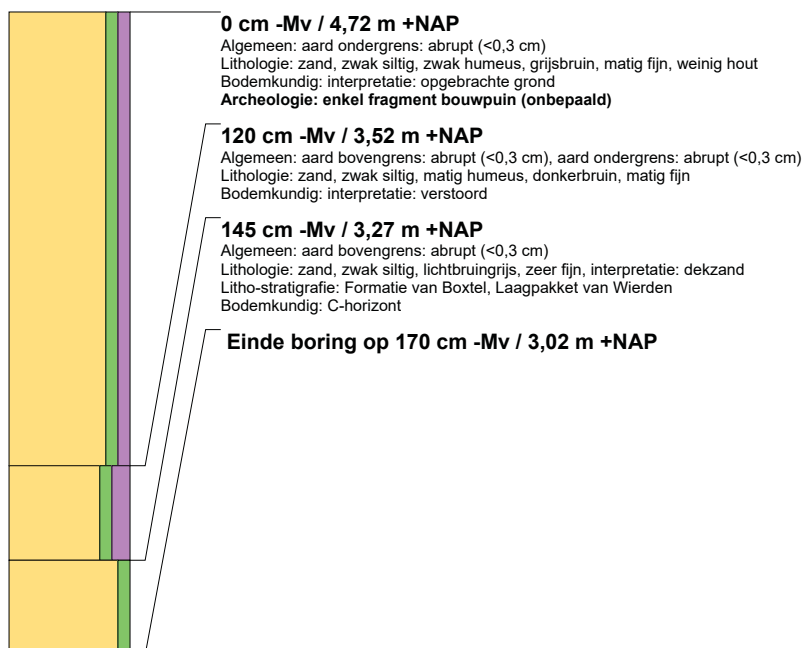 0 cm -Mv / 4,72 m +NAP
Algemeen: aard ondergrens: abrupt (<0,3 cm)
Lithologie: zand, zwak siltig, zwak humeus, grijsbruin, matig fijn, weinig hout
Bodemkundig: interpretatie: opgebrachte grond
Archeologie: enkel fragment bouwpuin (onbepaald)
120 cm -Mv / 3,52 m +NAP
Algemeen: aard bovengrens: abrupt (<0,3 cm), aard ondergrens: abrupt (<0,3 cm)
Lithologie: zand, zwak siltig, matig humeus, donkerbruin, matig fijn
Bodemkundig: interpretatie: verstoord
145 cm -Mv / 3,27 m +NAP
Algemeen: aard bovengrens: abrupt (<0,3 cm)
Lithologie: zand, zwak siltig, lichtbruingrijs, zeer fijn, interpretatie: dekzand
Litho-stratigrafie: Formatie van Boxtel, Laagpakket van Wierden
Bodemkundig: C-horizont
Einde boring op 170 cm -Mv / 3,02 m +NAP